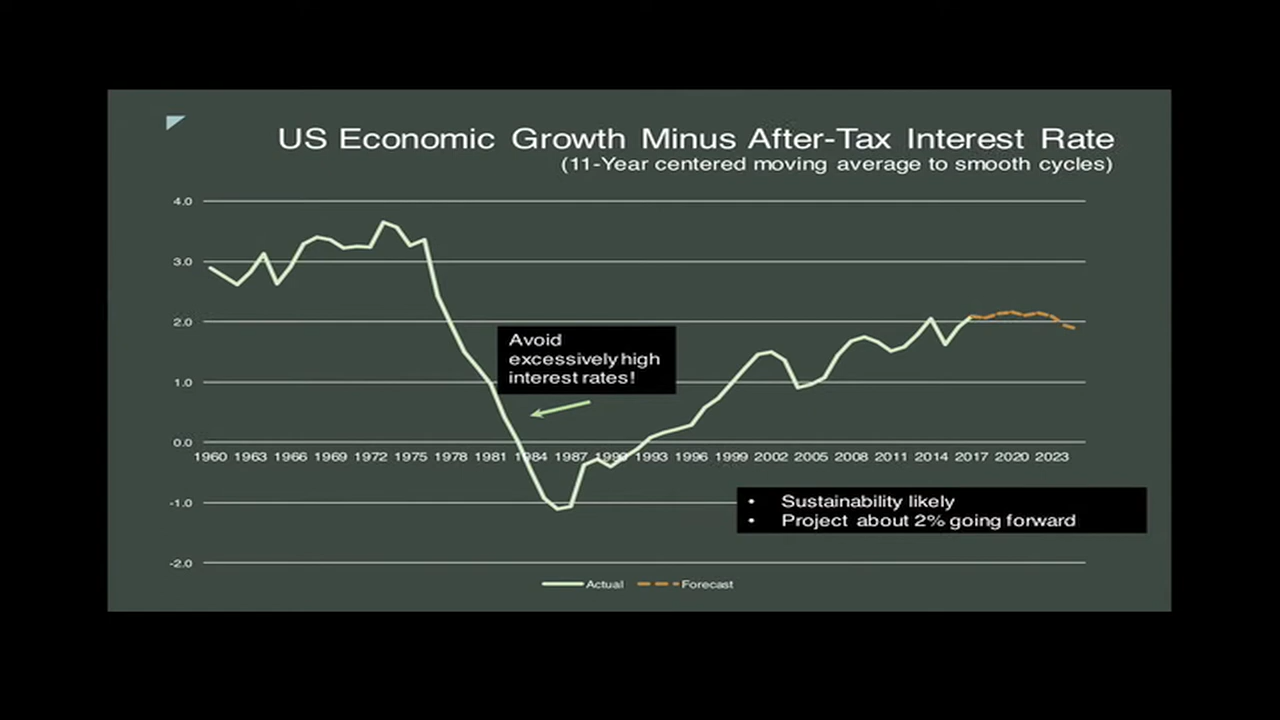 US Economic Growth Minus After-Tax Interest Rate
(11-Year centered moving average to smooth cycles)
4.0
3.0
2.0
Avoid
excessively high
interest rates!
1.0
0.0
1960 1963 1966 1969 1972 1975 1978 1981 1984 1987 1990 1993 1996 1999 2002 2005 2008 2011 2014 2017 2020 2023
-1.0
• Sustainability likely
• Project about 2% going forward
-2.0
Actual Forecast